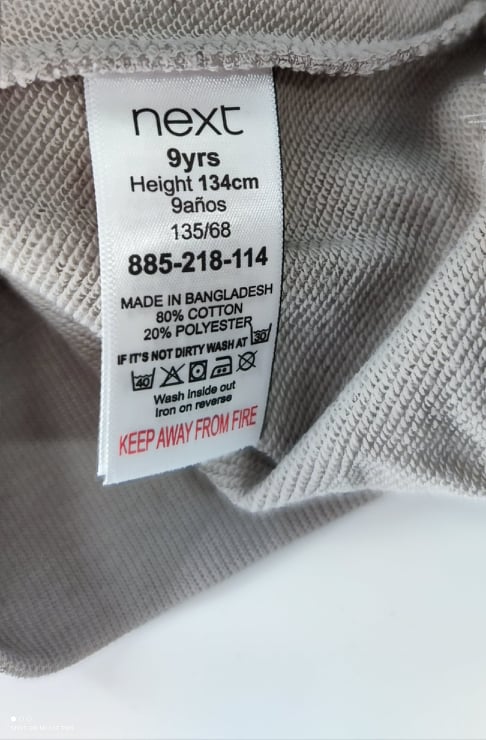 next
9yrs
Height 134cm
9años
135/68
885-218-114
MADE IN BANGLADESH
80% COTTON
20% POLYESTER
IF IT'S NOT DIRTY WASH AT 30
40
Wash inside out
Iron on reverse
KEEP AWAY FROM FIRE